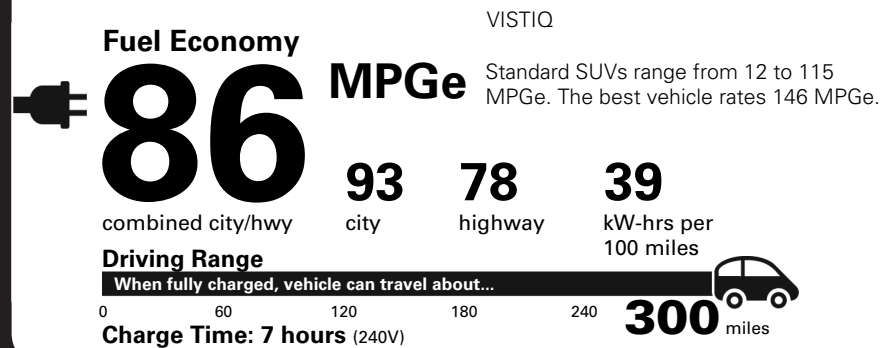 VISTIQ
Fuel Economy
86 MPGe
Standard SUVs range from 12 to 115
MPGe. The best vehicle rates 146 MPGe.
93 78 39
combined city/hwy city highway kW-hrs per
100 miles
Driving Range
When fully charged, vehicle can travel about...
0 60 120 180 240 300 miles
Charge Time: 7 hours (240V)